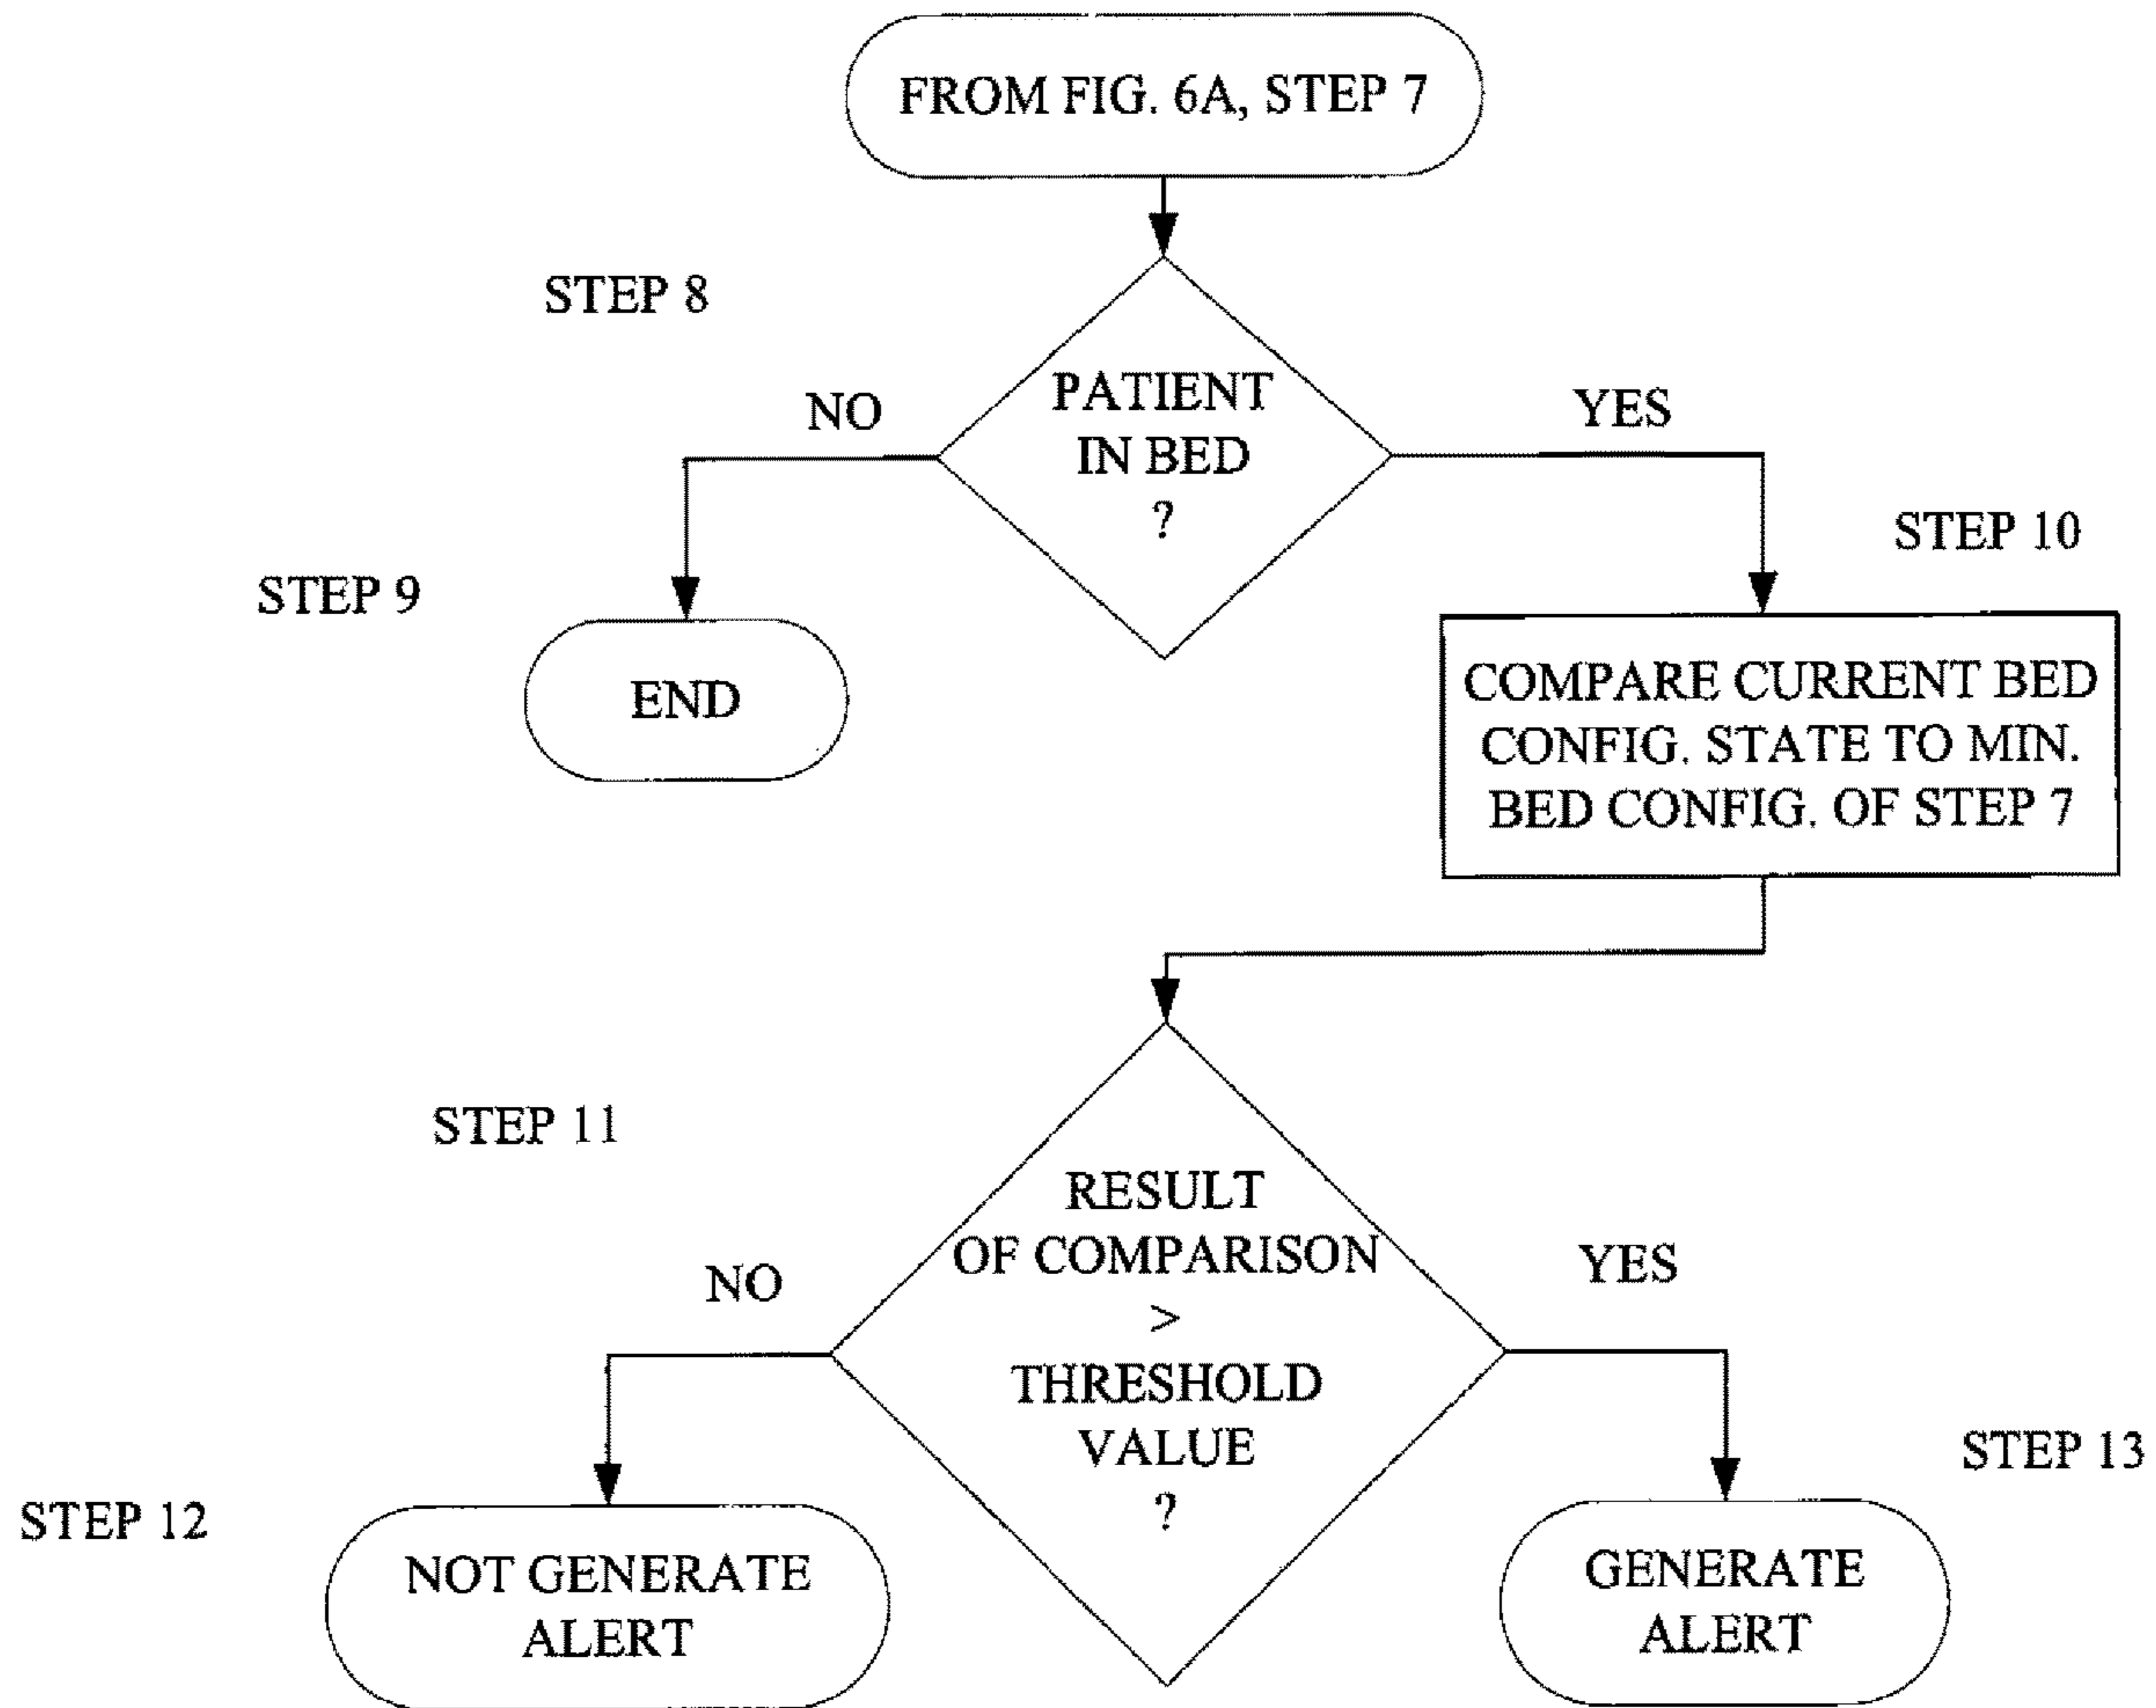 FROM FIG. 6A, STEP 7
STEP 8
PATIENT
IN BED
?
NO
YES
STEP 9
END
STEP 10
COMPARE CURRENT BED
CONFIG. STATE TO MIN.
BED CONFIG. OF STEP 7
STEP 11
RESULT
OF COMPARISON
>
THRESHOLD
VALUE
?
NO
YES
STEP 12
NOT GENERATE
ALERT
STEP 13
GENERATE
ALERT